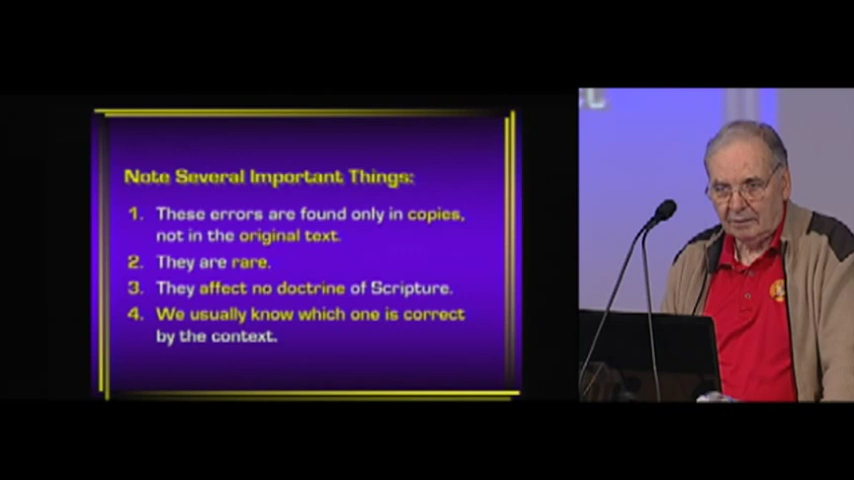 Note Several Important Things:
1. These errors are found only in copies,
not in the original text.
2. They are rare.
3. They affect no doctrine of Scripture.
4. We usually know which one is correct
by the context.